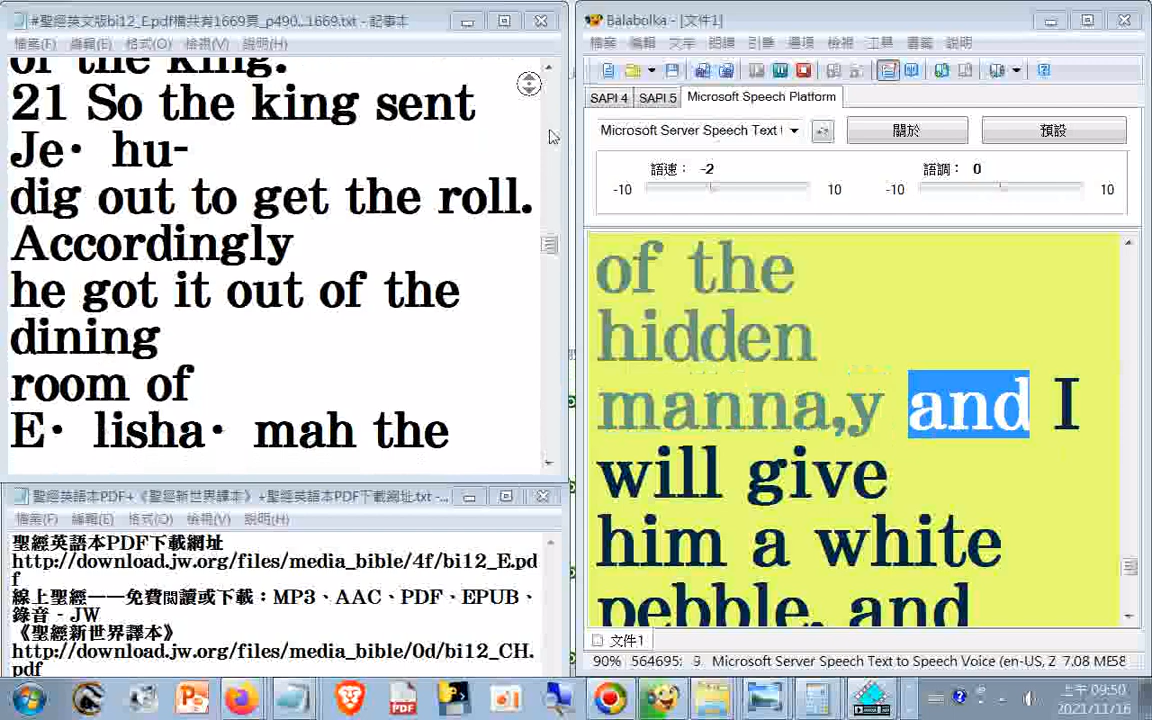 #聖經英文版bi12_E.pdf檔共有1669頁_p490...1669.txt - 記事本
檔案(F) 編輯(E) 格式(O) 檢視(V) 說明(H)
of the king.
21 So the king sent
Je· hu-
dig out to get the roll.
Accordingly
he got it out of the
dining
room of
E· lisha· mah the
聖經英語本PDF+《聖經新世界譯本》+聖經英語本PDF下載網址.txt -...
檔案(F) 編輯(E) 格式(O) 檢視(V) 說明(H)
聖經英語本PDF下載網址
http://download.jw.org/files/media_bible/4f/bi12_E.pd
f
線上聖經——免費閱讀或下載：MP3、AAC、PDF、EPUB、
錄音 - JW
《聖經新世界譯本》
http://download.jw.org/files/media_bible/0d/bi12_CH.
pdf
Balabolka - [文件1]
檔案 編輯 文字 朗讀 引擎 選項 檢視 工具 書籤 說明
SAPI 4 SAPI 5 Microsoft Speech Platform
Microsoft Server Speech Text
關於 預設
語速： -2 語調： 0
-10 10 -10 10
of the
hidden
manna,y and I
will give
him a white
pebble, and
文件1
90% 564695: 9. Microsoft Server Speech Text to Speech Voice (en-US, Z 7.08 ME58
上午 09:50
2021/11/16